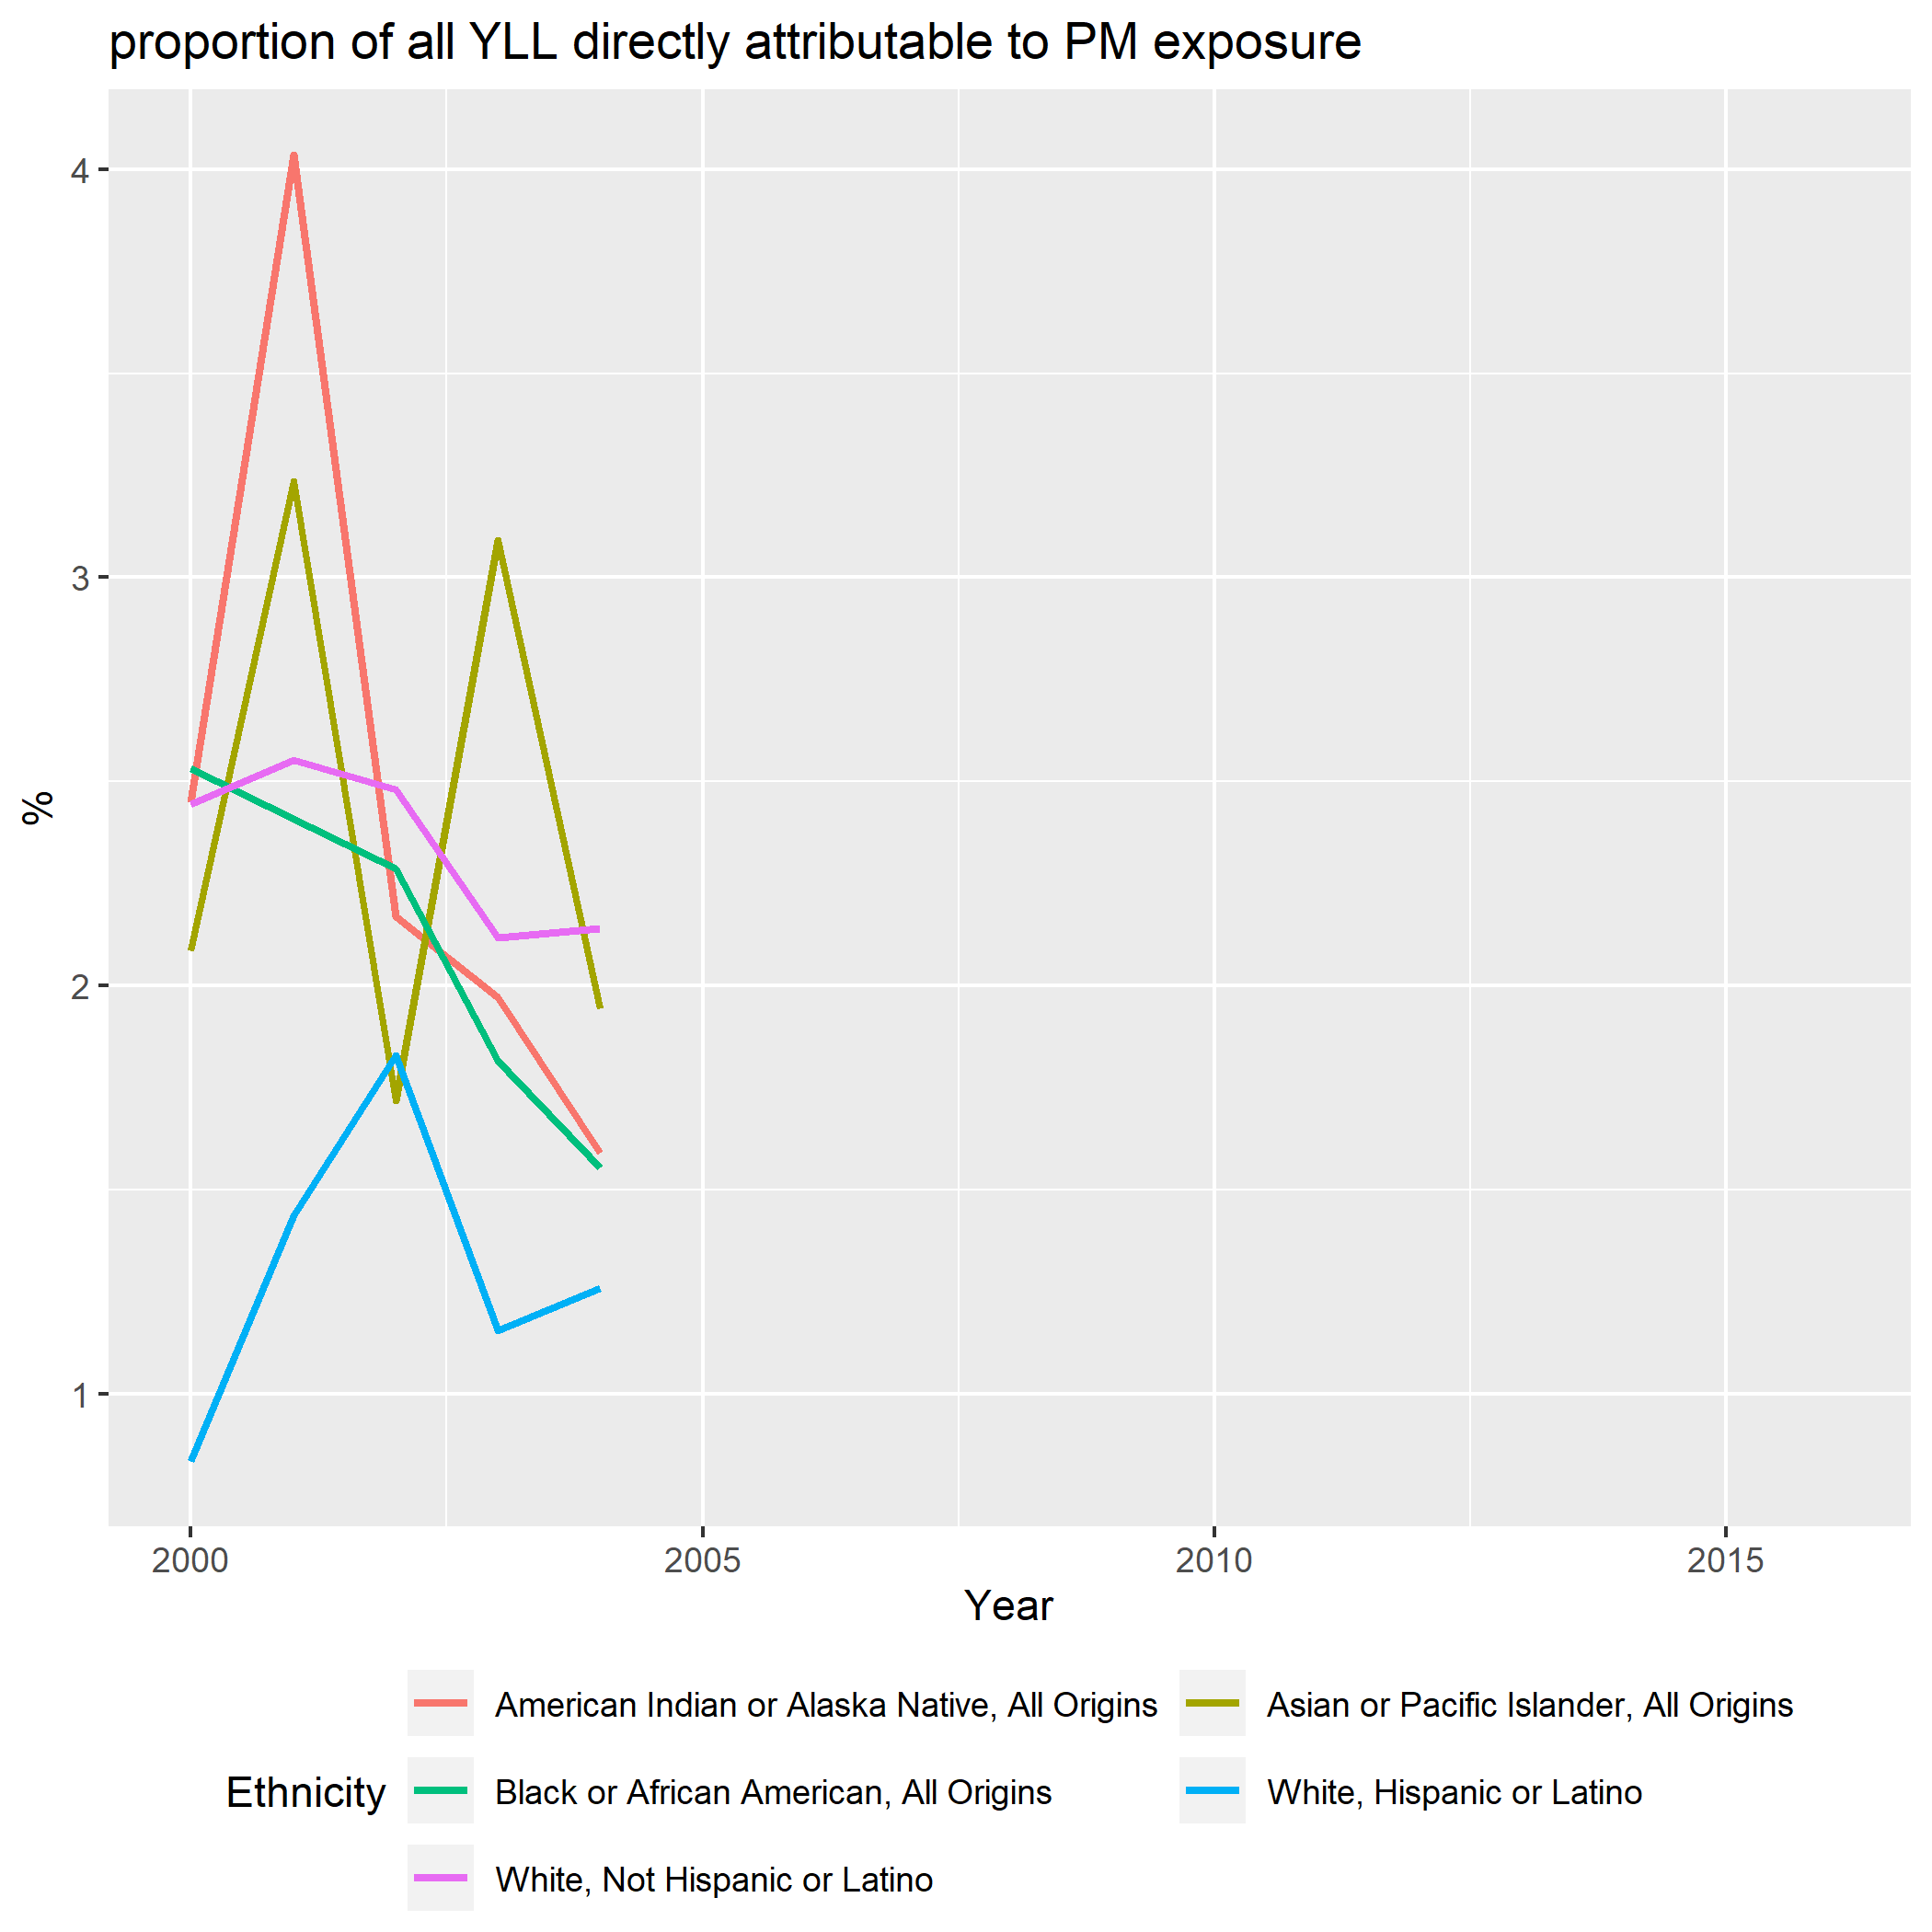 proportion of all YLL directly attributable to PM exposure
4
3
2
1
%
2000 2005 2010 2015
Year
Ethnicity
American Indian or Alaska Native, All Origins
Asian or Pacific Islander, All Origins
Black or African American, All Origins
White, Hispanic or Latino
White, Not Hispanic or Latino